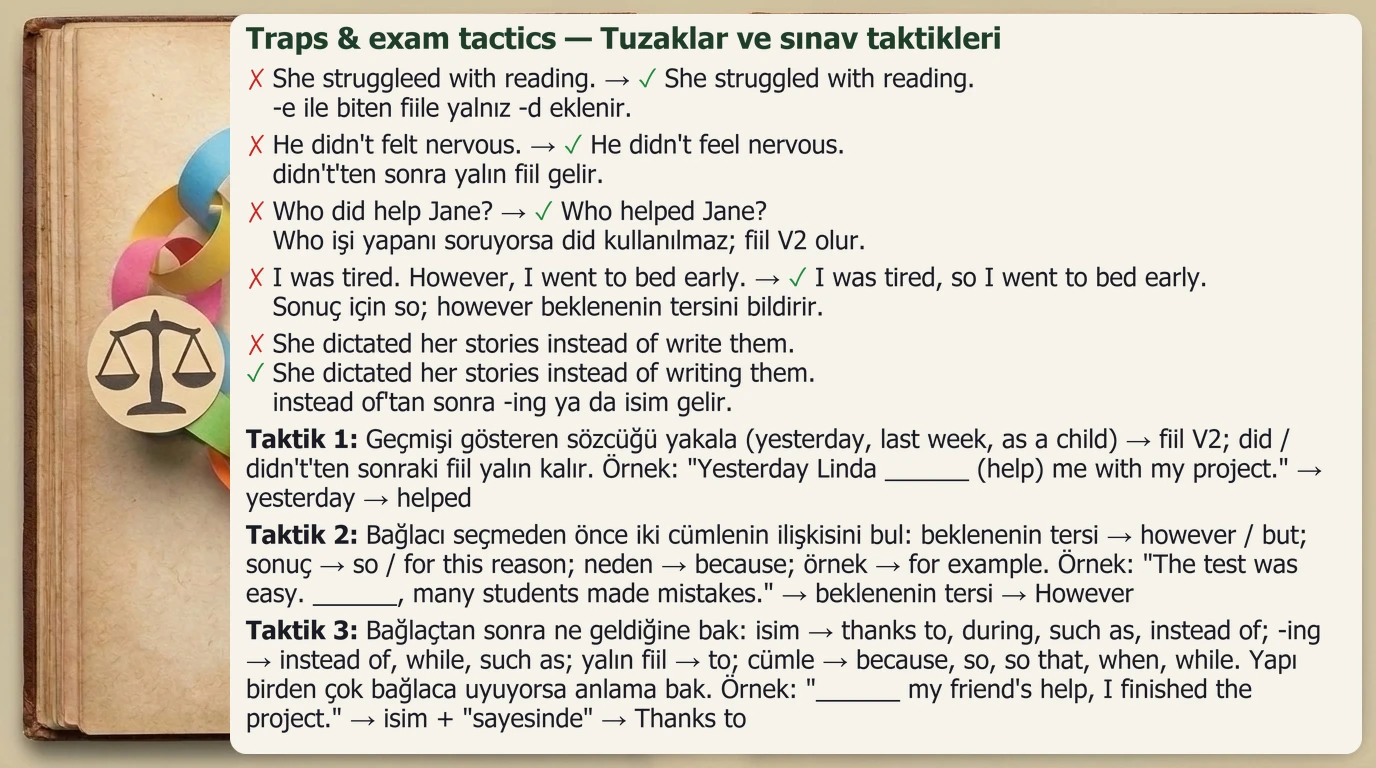 Traps & exam tactics — Tuzaklar ve sınav taktikleri
✗ She struggleed with reading. → ✓ She struggled with reading.
-e ile biten fiile yalnız -d eklenir.
✗ He didn't felt nervous. → ✓ He didn't feel nervous.
didn't'ten sonra yalın fiil gelir.
✗ Who did help Jane? → ✓ Who helped Jane?
Who işi yapanı soruyorsa did kullanılmaz; fiil V2 olur.
✗ I was tired. However, I went to bed early. → ✓ I was tired, so I went to bed early.
Sonuç için so; however beklenenin tersini bildirir.
✗ She dictated her stories instead of write them.
✓ She dictated her stories instead of writing them.
instead of'tan sonra -ing ya da isim gelir.
Taktik 1: Geçmişi gösteren sözcüğü yakala (yesterday, last week, as a child) → fiil V2; did /
didn't'ten sonraki fiil yalın kalır. Örnek: "Yesterday Linda ______ (help) me with my project." →
yesterday → helped
Taktik 2: Bağlacı seçmeden önce iki cümlenin ilişkisini bul: beklenenin tersi → however / but;
sonuç → so / for this reason; neden → because; örnek → for example. Örnek: "The test was
easy. ______, many students made mistakes." → beklenenin tersi → However
Taktik 3: Bağlaçtan sonra ne geldiğine bak: isim → thanks to, during, such as, instead of; -ing
→ instead of, while, such as; yalın fiil → to; cümle → because, so, so that, when, while. Yapı
birden çok bağlaca uyuyorsa anlama bak. Örnek: "______ my friend's help, I finished the
project." → isim + "sayesinde" → Thanks to